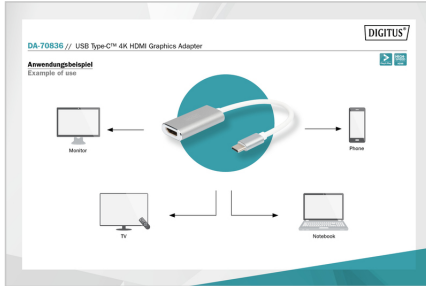 DIGITUS®
DA-70836 // USB Type-C™ 4K HDMI Graphics Adapter
Anwendungsbeispiel
Example of use
Monitor
Phone
TV
Notebook